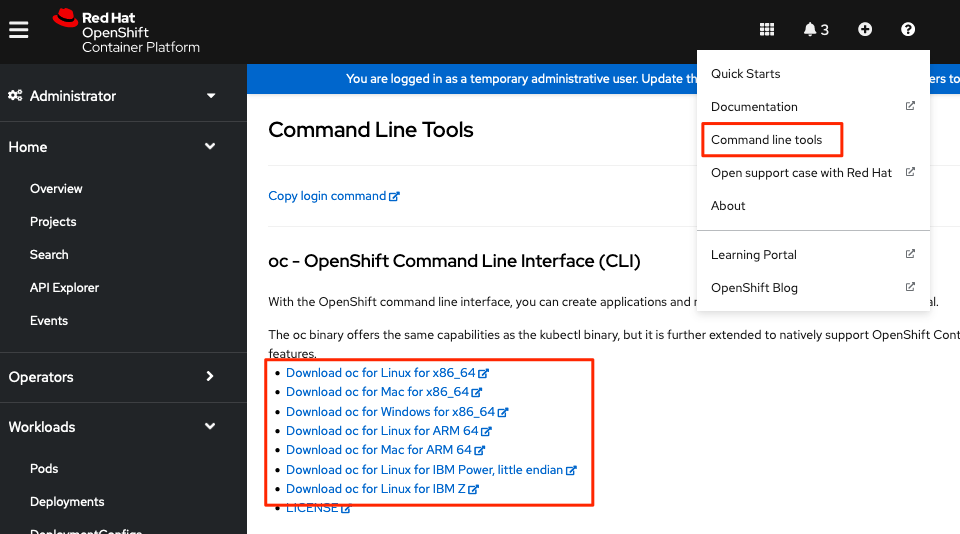 Red Hat
OpenShift
Container Platform
3
Administrator
Home
Overview
Projects
Search
API Explorer
Events
Operators
Workloads
Pods
Deployments
DeploymentConfigs
You are logged in as a temporary administrative user. Update th
ers to
Quick Starts
Documentation
Command line tools
Open support case with Red Hat
About
Learning Portal
OpenShift Blog
Command Line Tools
Copy login command
oc - OpenShift Command Line Interface (CLI)
With the OpenShift command line interface, you can create applications and
al.
The oc binary offers the same capabilities as the kubectl binary, but it is further extended to natively support OpenShift Cont
features.
Download oc for Linux for x86_64
Download oc for Mac for x86_64
Download oc for Windows for x86_64
Download oc for Linux for ARM 64
Download oc for Mac for ARM 64
Download oc for Linux for IBM Power, little endian
Download oc for Linux for IBM Z
LICENSE